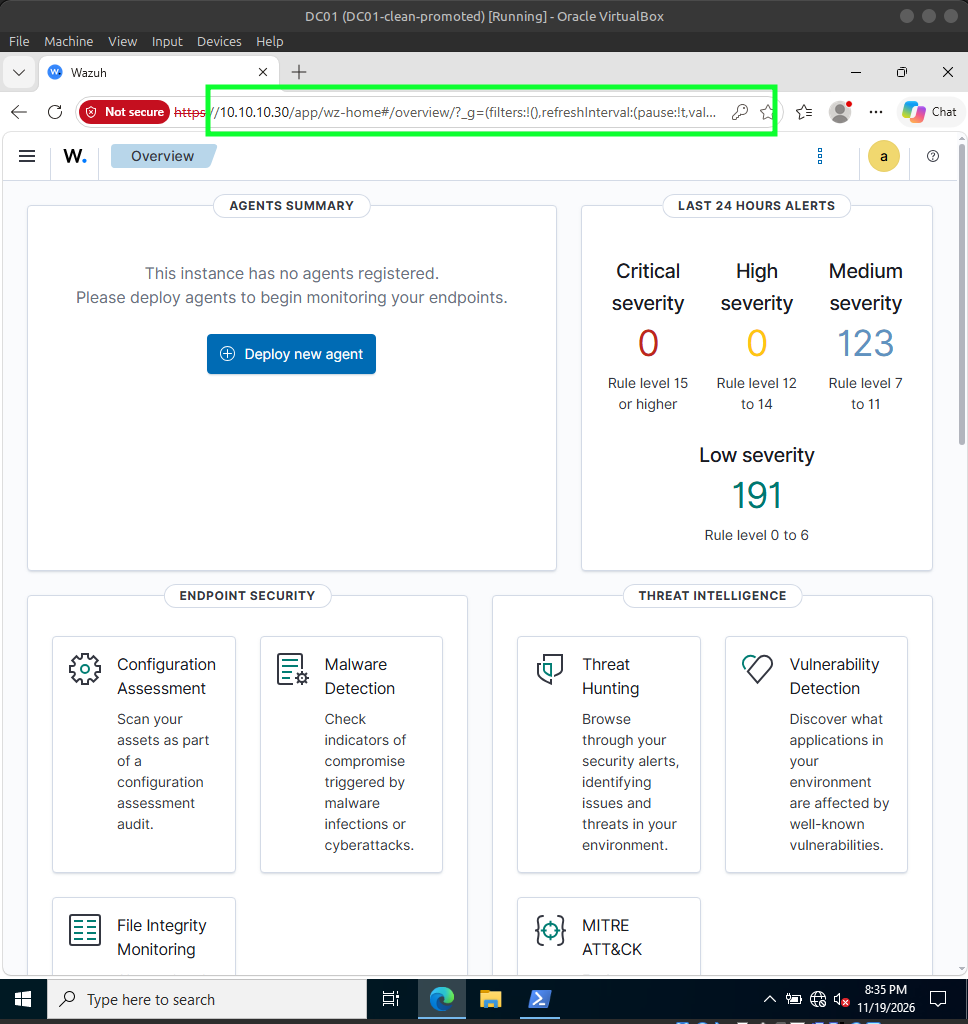 DC01 (DC01-clean-promoted) [Running] - Oracle VirtualBox
File Machine View Input Devices Help
W. Wazuh
Not secure https://10.10.10.30/app/wz-home#/overview/?_g=(filters:!(),refreshInterval:(pause:!t,val... Chat
W. Overview a
AGENTS SUMMARY
This instance has no agents registered.
Please deploy agents to begin monitoring your endpoints.
Deploy new agent
LAST 24 HOURS ALERTS
Critical severity
0
Rule level 15
or higher
High severity
0
Rule level 12
to 14
Medium severity
123
Rule level 7
to 11
Low severity
191
Rule level 0 to 6
ENDPOINT SECURITY
Configuration
Assessment
Scan your
assets as part
of a
configuration
assessment
audit.
Malware
Detection
Check
indicators of
compromise
triggered by
malware
infections or
cyberattacks.
File Integrity
Monitoring
THREAT INTELLIGENCE
Threat
Hunting
Browse
through your
security alerts,
identifying
issues and
threats in your
environment.
Vulnerability
Detection
Discover what
applications in
your
environment
are affected by
well-known
vulnerabilities.
MITRE
ATT&CK
Type here to search
8:35 PM
11/19/2026